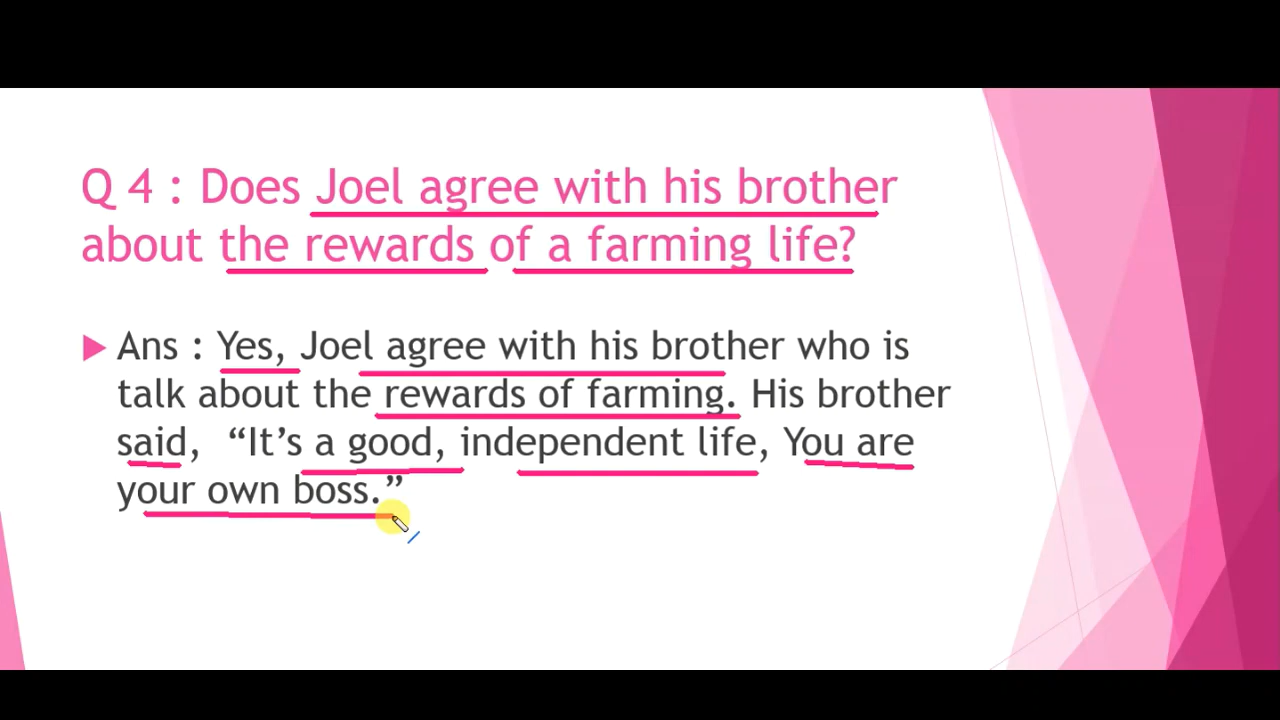 Q 4 : Does Joel agree with his brother
about the rewards of a farming life?
Ans : Yes, Joel agree with his brother who is
talk about the rewards of farming. His brother
said, “It’s a good, independent life, You are
your own boss.”